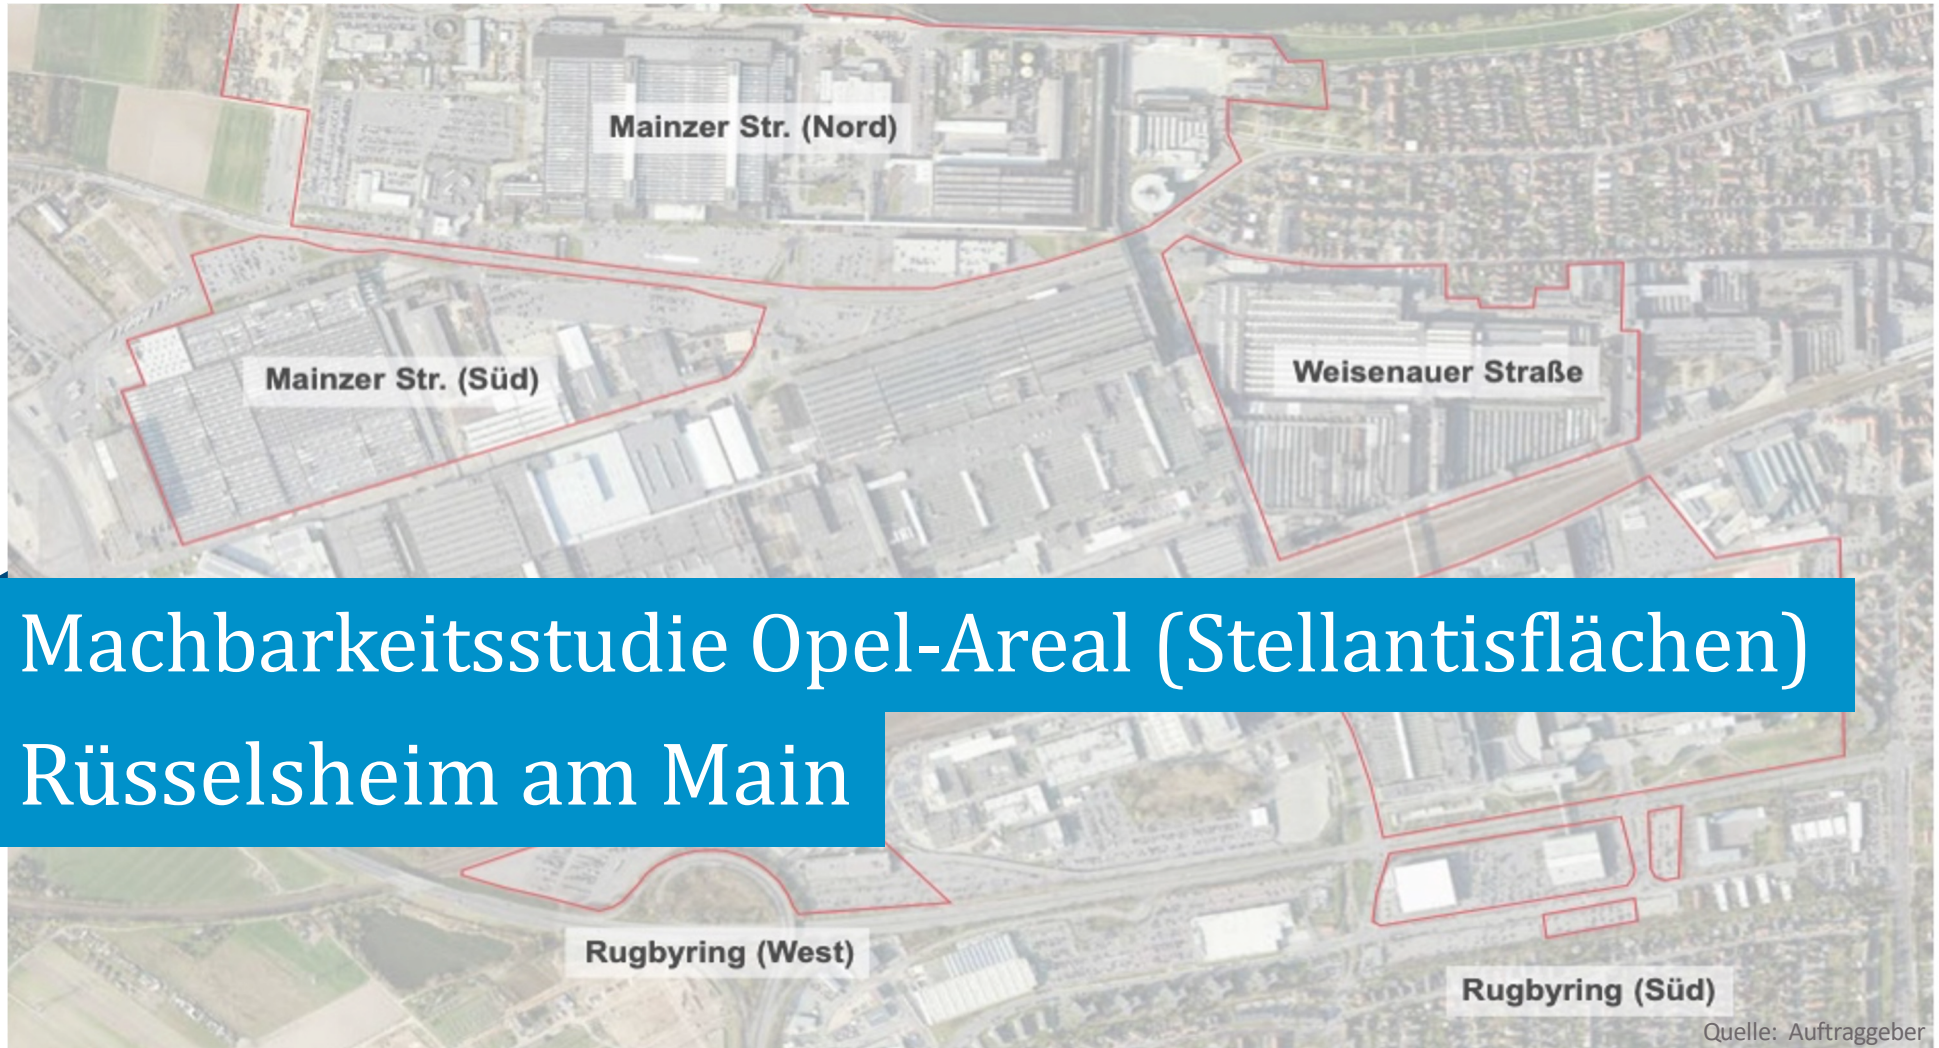 Mainzer Str. (Nord)
Mainzer Str. (Süd)
Weisenauer Straße
Machbarkeitsstudie Opel-Areal (Stellantisflächen)
Rüsselsheim am Main
Rugbyring (West)
Rugbyring (Süd)
Quelle: Auftraggeber